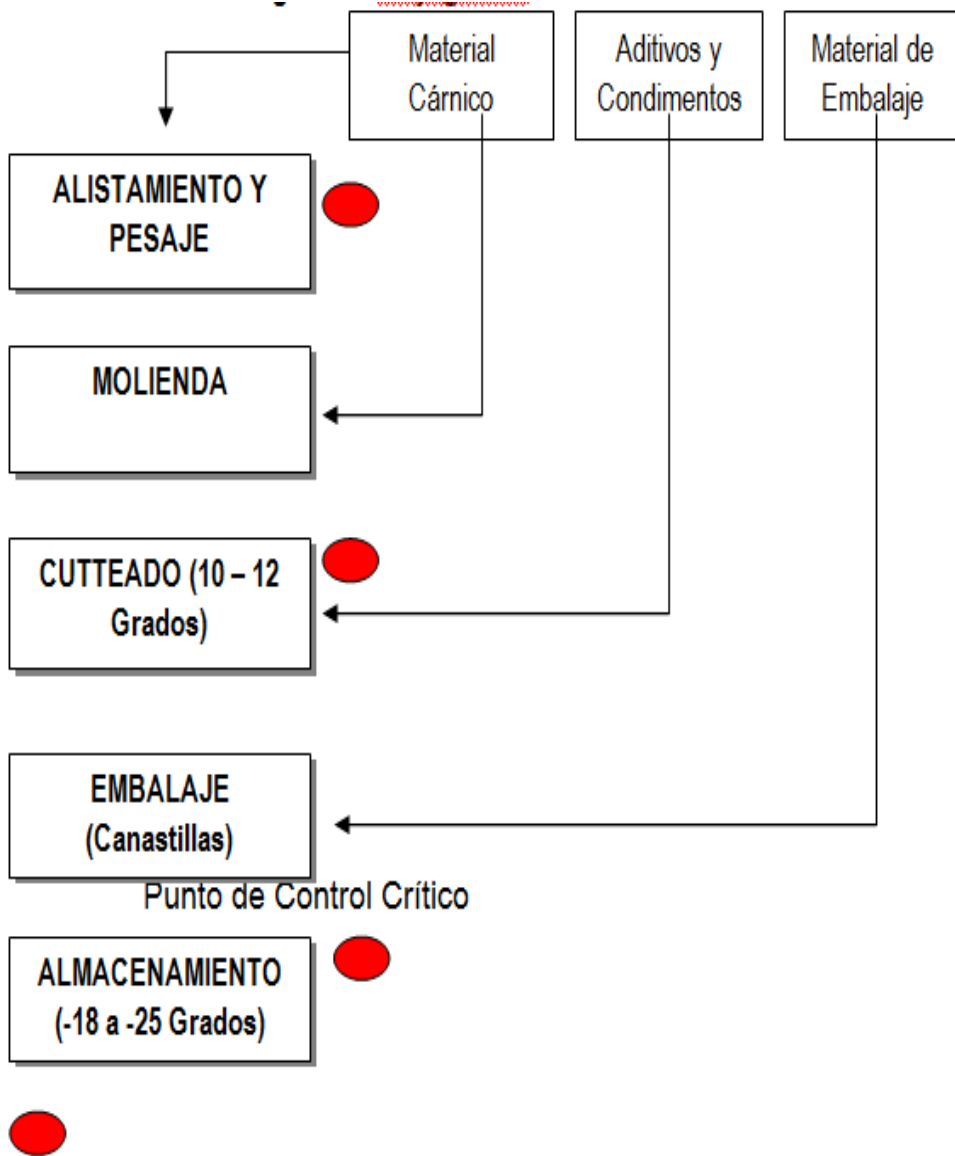 Material
Cárnico
Aditivos y
Condimentos
Material de
Embalaje
ALISTAMIENTO Y
PESAJE
MOLIENDA
CUTTEADO (10 – 12
Grados)
EMBALAJE
(Canastillas)
Punto de Control Crítico
ALMACENAMIENTO
(-18 a -25 Grados)